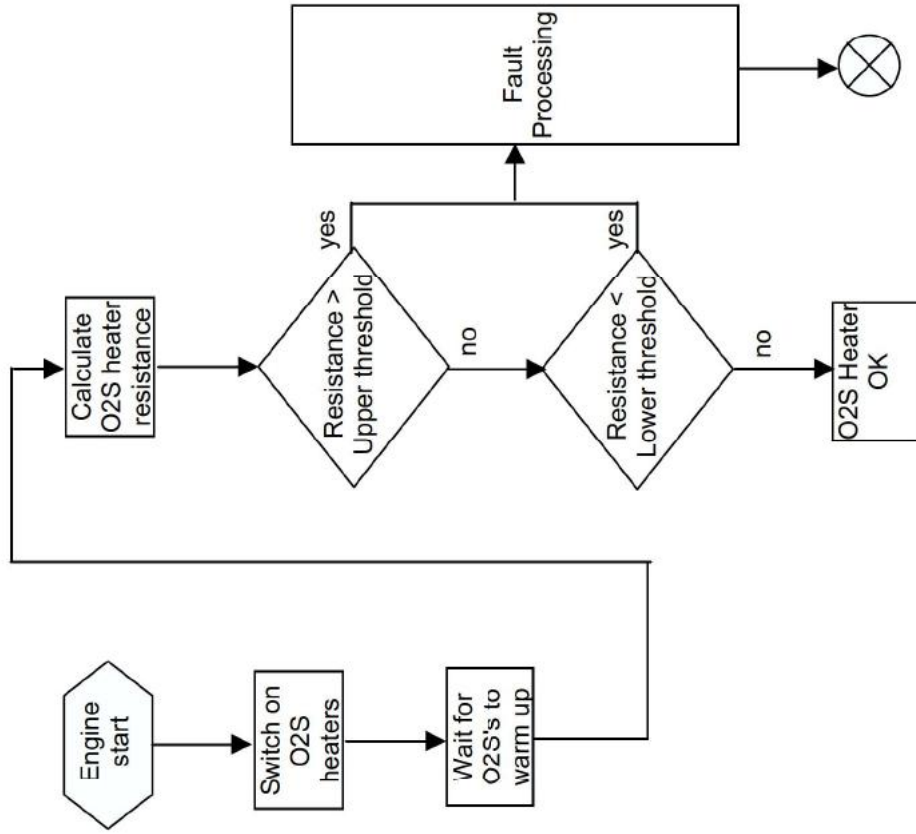 Engine
start
Switch on
O2S
heaters
Wait for
O2S's to
warm up
Calculate
O2S heater
resistance
Resistance >
Upper threshold
yes
no
Resistance <
Lower threshold
yes
no
O2S Heater
OK
Fault
Processing